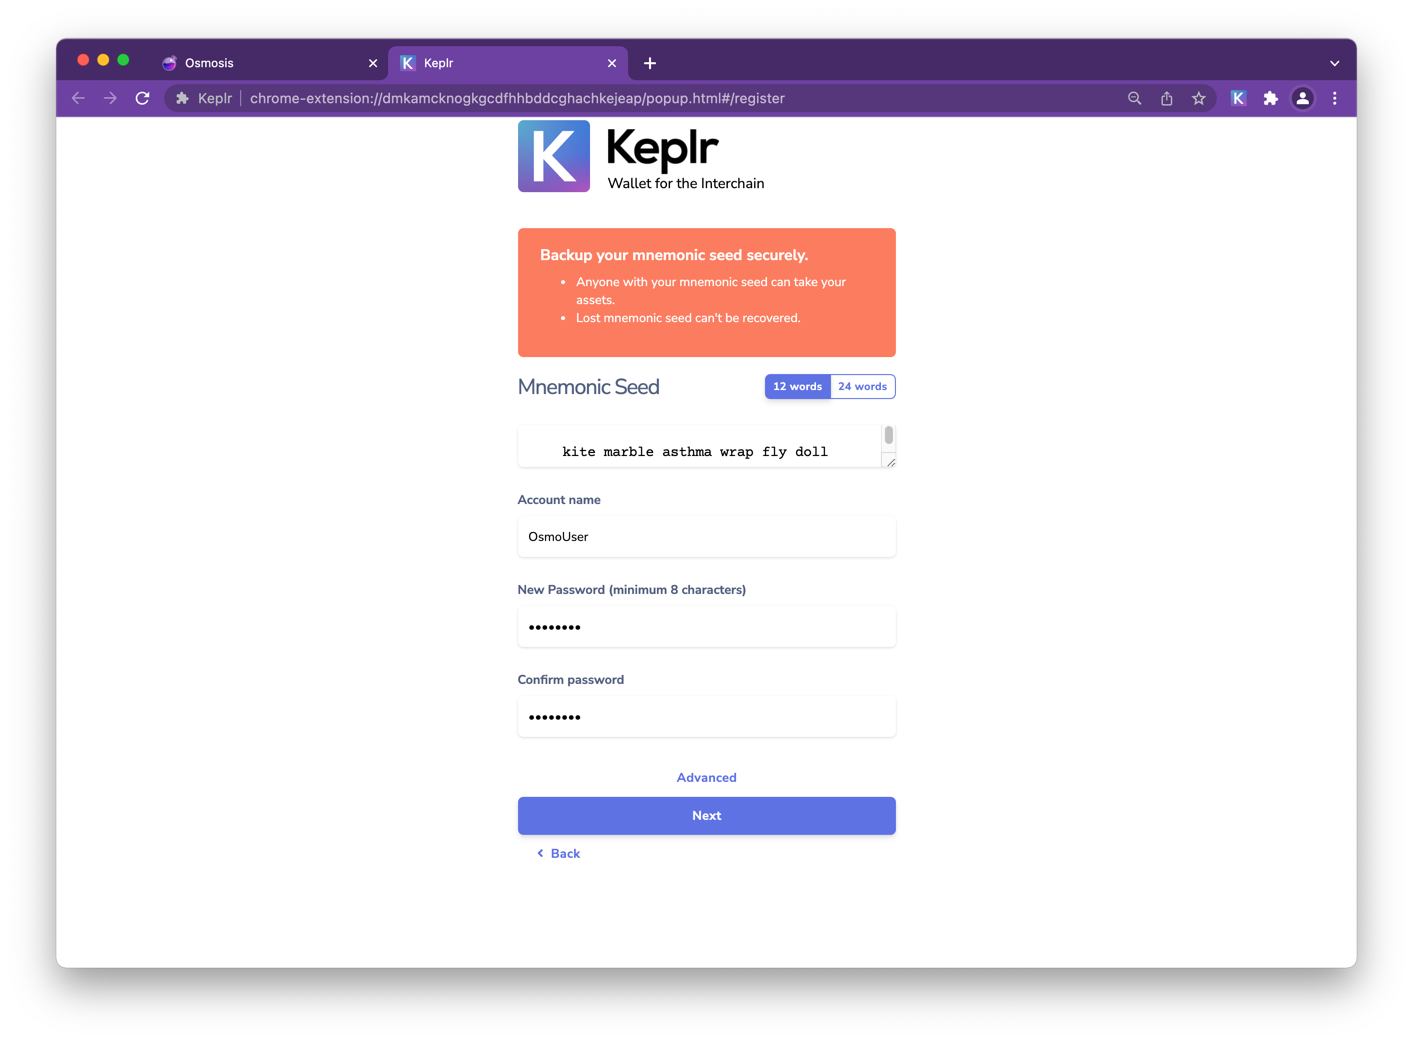 Osmosis
Keplr
Keplr
chrome-extension://dmkamcknogkgcdfhhbddcghachkejeap/popup.html#/register
K
K
Keplr
Wallet for the Interchain
Backup your mnemonic seed securely.
• Anyone with your mnemonic seed can take your
assets.
• Lost mnemonic seed can't be recovered.
Mnemonic Seed
12 words
24 words
kite marble asthma wrap fly doll
Account name
OsmoUser
New Password (minimum 8 characters)
••••••••
Confirm password
••••••••
Advanced
Next
Back